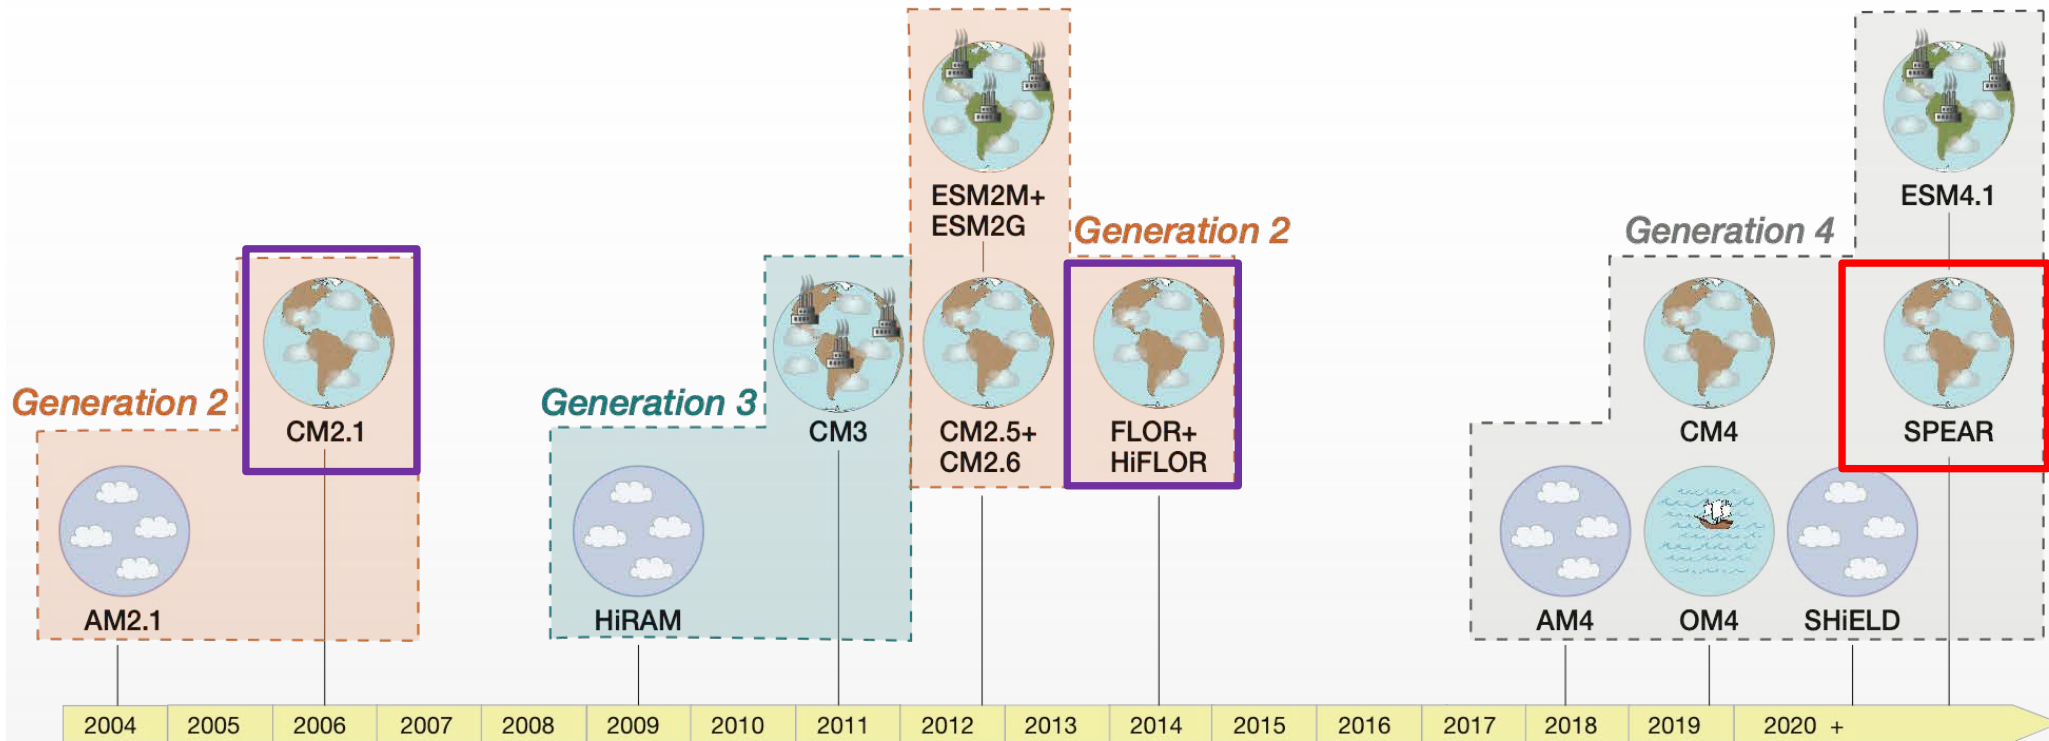 ESM2M+
ESM2G
ESM4.1
Generation 2
Generation 4
Generation 2
CM2.1
Generation 3
CM3
CM2.5+
CM2.6
FLOR+
HiFLOR
CM4
SPEAR
AM2.1
HiRAM
AM4
OM4
SHiELD
2004
2005
2006
2007
2008
2009
2010
2011
2012
2013
2014
2015
2016
2017
2018
2019
2020 +